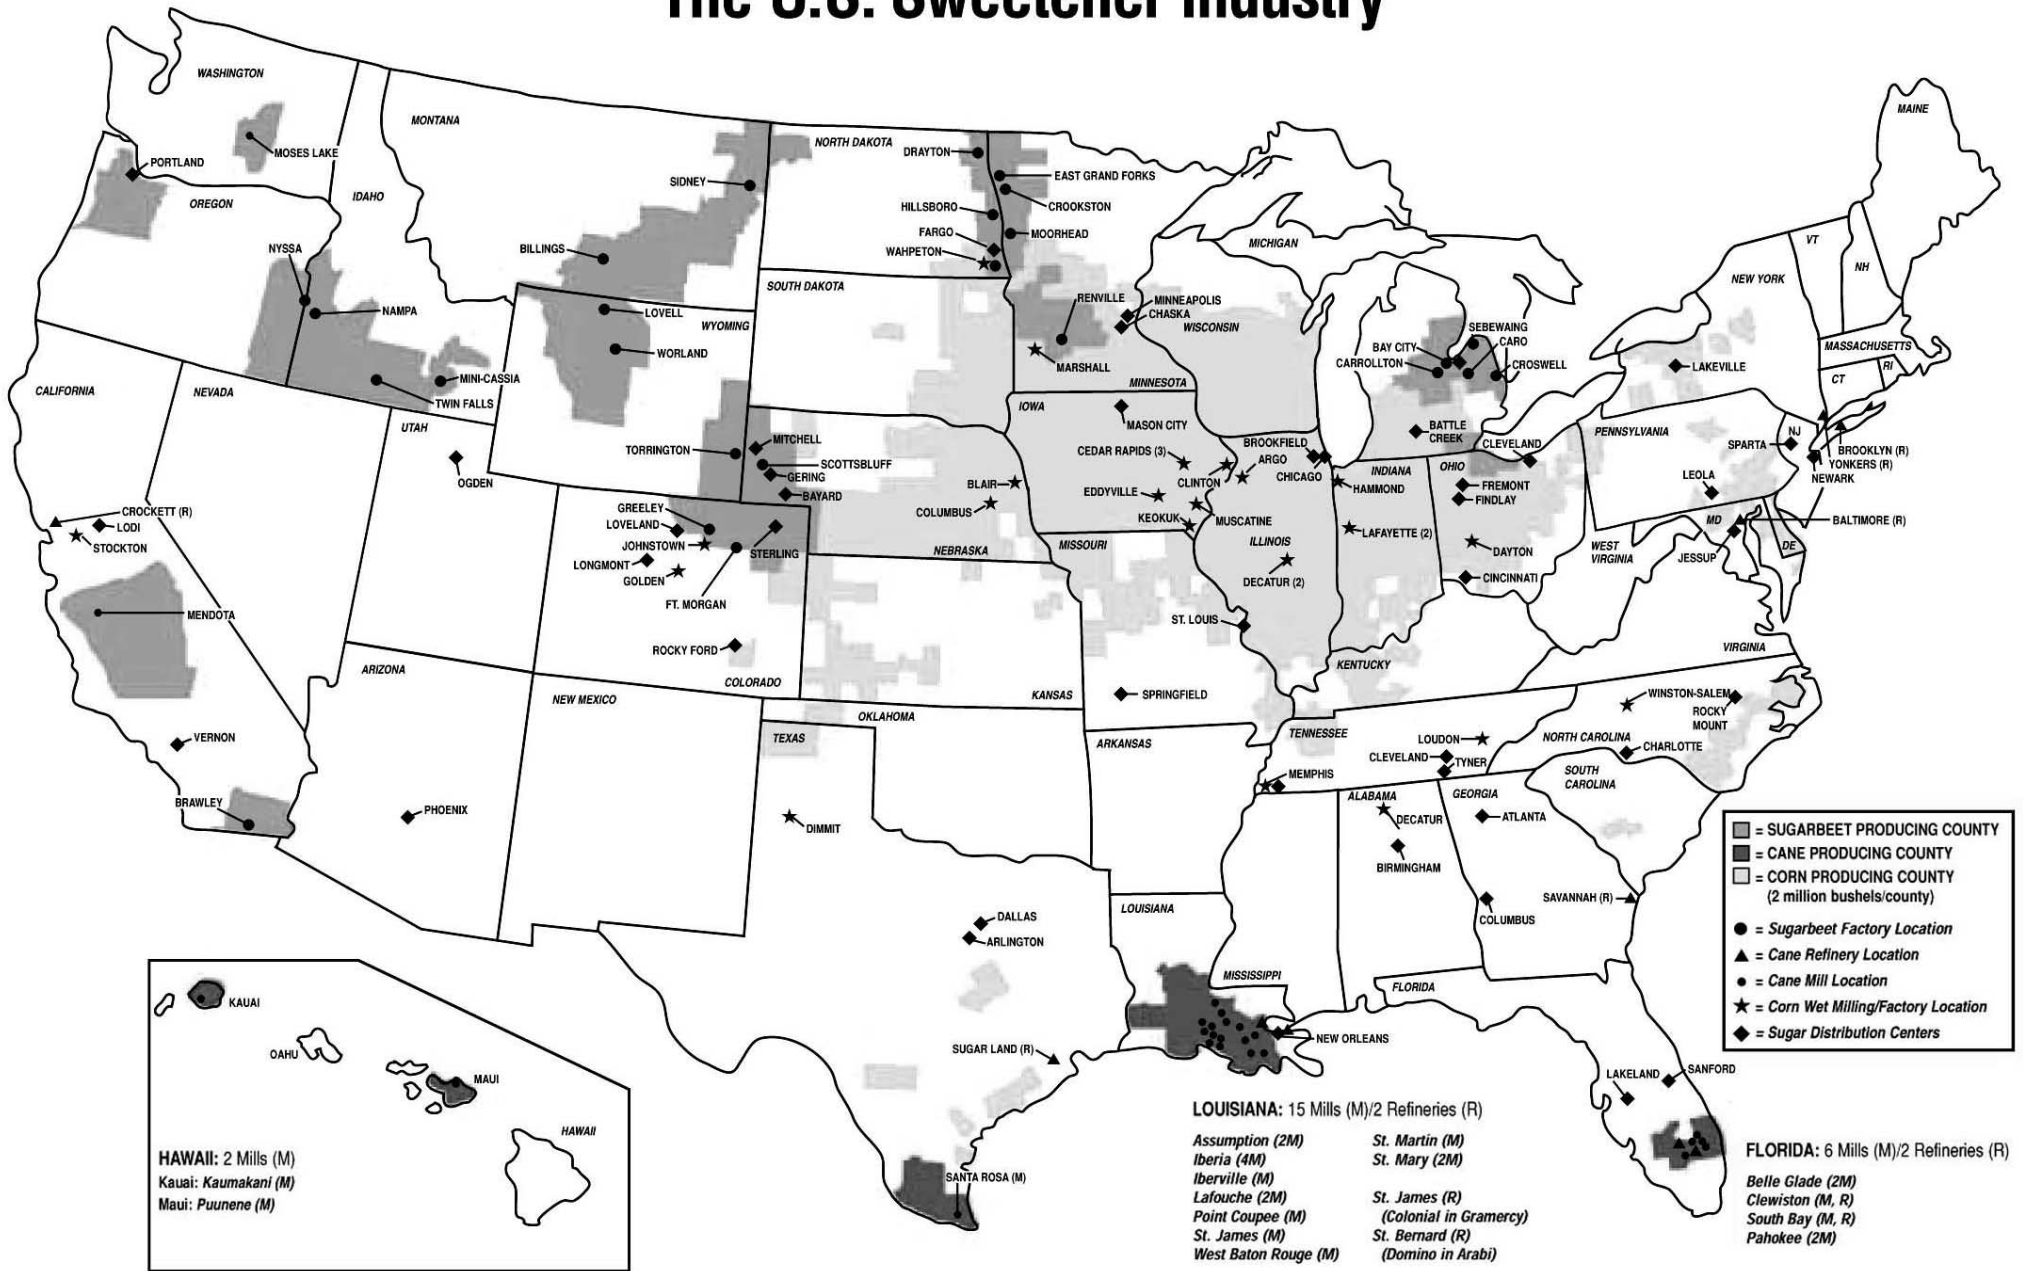 The U.S. Sweetener Industry
WASHINGTON
MOSES LAKE
PORTLAND
OREGON
IDAHO
MONTANA
SIDNEY
BILLINGS
NYSSA
NAMPA
MINI-CASSIA
TWIN FALLS
LOVELL
WYOMING
WORLAND
NORTH DAKOTA
DRAYTON
EAST GRAND FORKS
CROOKSTON
HILLSBORO
FARGO
MOORHEAD
WAHPETON
SOUTH DAKOTA
RENVILLE
MINNEAPOLIS
CHASKA
WISCONSIN
MARSHALL
MINNESOTA
MICHIGAN
SEBEWAING
BAY CITY
CARO
CARROLLTON
CROSWELL
BATTLE
CREEK
MAINE
VT
NH
NEW YORK
MASSACHUSETTS
CT
RI
LAKEVILLE
CALIFORNIA
NEVADA
UTAH
OGDEN
CROCKETT (R)
LODI
STOCKTON
MENDOTA
VERNON
BRAWLEY
ARIZONA
PHOENIX
NEW MEXICO
TORRINGTON
MITCHELL
SCOTTSBLUFF
GERING
BAYARD
GREELEY
LOVELAND
JOHNSTOWN
STERLING
LONGMONT
GOLDEN
FT. MORGAN
ROCKY FORD
COLORADO
BLAIR
COLUMBUS
NEBRASKA
KANSAS
IOWA
MASON CITY
CEDAR RAPIDS (3)
CLINTON
EDDYVILLE
KEOKUK
MUSCATINE
MISSOURI
ST. LOUIS
SPRINGFIELD
BROOKFIELD
ARGO
CHICAGO
ILLINOIS
DECATUR (2)
INDIANA
HAMMOND
LAFAYETTE (2)
OHIO
CLEVELAND
FREMONT
FINDLAY
DAYTON
CINCINNATI
PENNSYLVANIA
LEOLA
SPARTA
NJ
BROOKLYN (R)
YONKERS (R)
NEWARK
MD
BALTIMORE (R)
JESSUP
DE
WEST
VIRGINIA
VIRGINIA
KENTUCKY
OKLAHOMA
TEXAS
DIMMIT
DALLAS
ARLINGTON
SUGAR LAND (R)
SANTA ROSA (M)
ARKANSAS
TENNESSEE
LOUDON
CLEVELAND
TYNER
MEMPHIS
WINSTON-SALEM
ROCKY
MOUNT
NORTH CAROLINA
CHARLOTTE
SOUTH
CAROLINA
ALABAMA
DECATUR
BIRMINGHAM
GEORGIA
ATLANTA
COLUMBUS
SAVANNAH (R)
LOUISIANA
MISSISSIPPI
NEW ORLEANS
FLORIDA
LAKELAND
SANFORD
= SUGARBEET PRODUCING COUNTY
= CANE PRODUCING COUNTY
= CORN PRODUCING COUNTY
(2 million bushels/county)
= Sugarbeet Factory Location
= Cane Refinery Location
= Cane Mill Location
= Corn Wet Milling/Factory Location
= Sugar Distribution Centers
KAUAI
OAHU
MAUI
HAWAII
HAWAII: 2 Mills (M)
Kauai: Kaumakani (M)
Maui: Puunene (M)
LOUISIANA: 15 Mills (M)/2 Refineries (R)
Assumption (2M)
Iberia (4M)
Iberville (M)
Lafouche (2M)
Point Coupee (M)
St. James (M)
West Baton Rouge (M)
St. Martin (M)
St. Mary (2M)
St. James (R)
(Colonial in Gramercy)
St. Bernard (R)
(Domino in Arabi)
FLORIDA: 6 Mills (M)/2 Refineries (R)
Belle Glade (2M)
Clewiston (M, R)
South Bay (M, R)
Pahokee (2M)